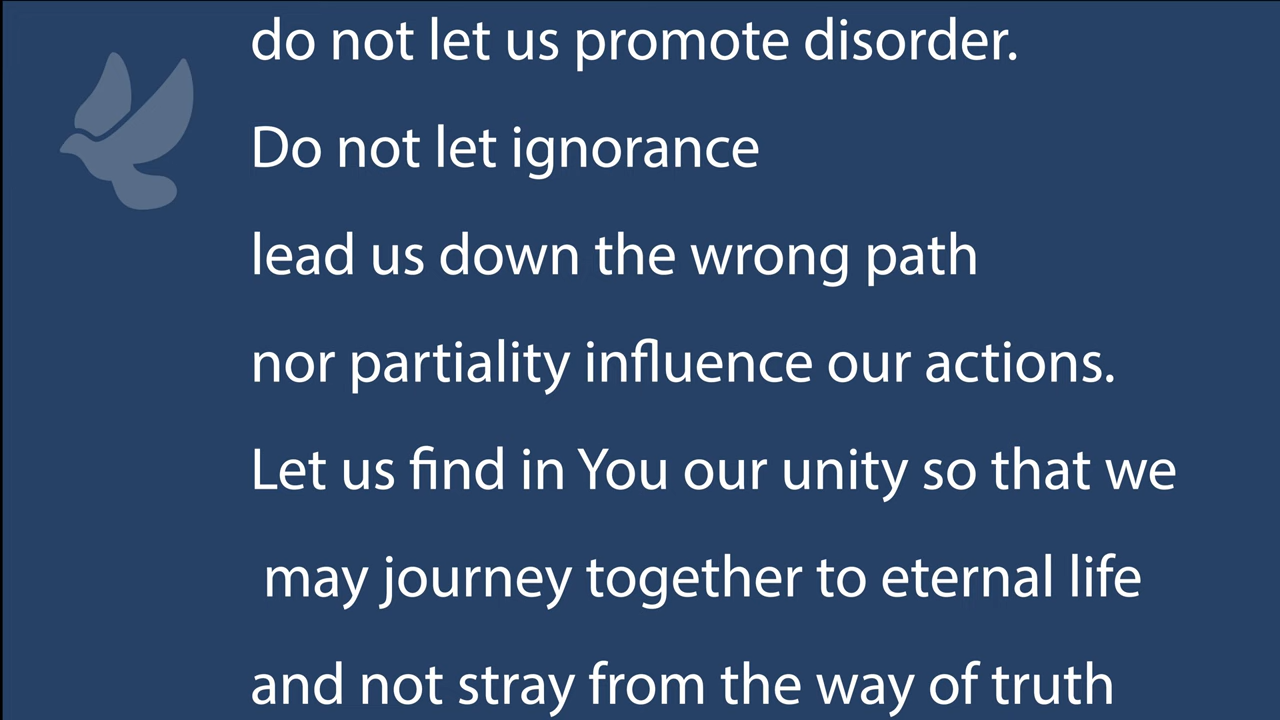 do not let us promote disorder.
Do not let ignorance
lead us down the wrong path
nor partiality influence our actions.
Let us find in You our unity so that we
may journey together to eternal life
and not stray from the way of truth